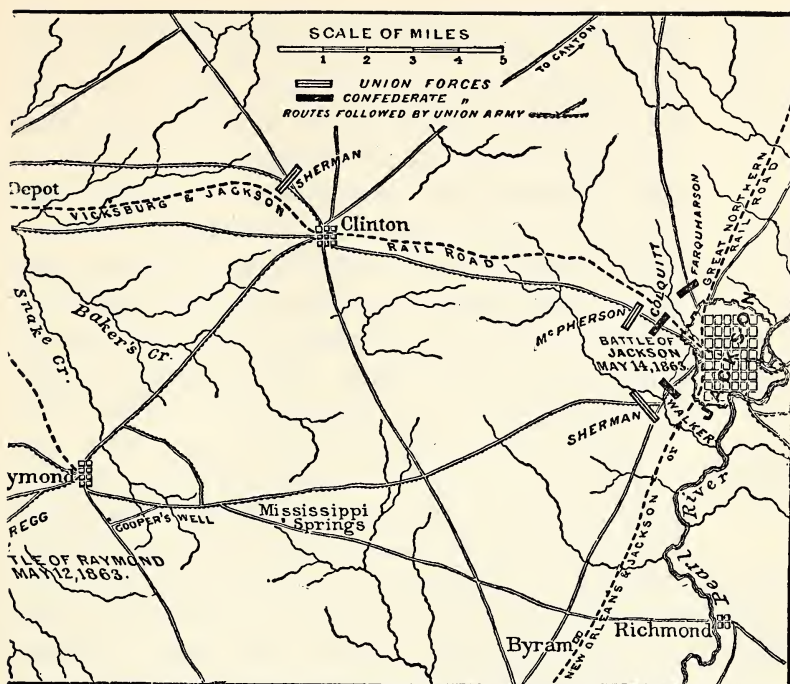 SCALE OF MILES
1 2 3 4 5
UNION FORCES
CONFEDERATE "
ROUTES FOLLOWED BY UNION ARMY
TO CANTON
SHERMAN
Depot
VICKSBURG & JACKSON
Clinton
RAIL ROAD
GREAT NORTHERN
RAIL ROAD
FARQUHARSON
COLQUITT
McPHERSON
BATTLE OF
JACKSON
MAY 14, 1863.
JACKSON
Snake Cr.
Baker's Cr.
SHERMAN
WALKER
ymond
COOPER'S WELL
REGG
TLE OF RAYMOND
MAY 12, 1863.
Mississippi
Springs
NEW ORLEANS & JACKSON
RR
Pearl River
Byram
Richmond